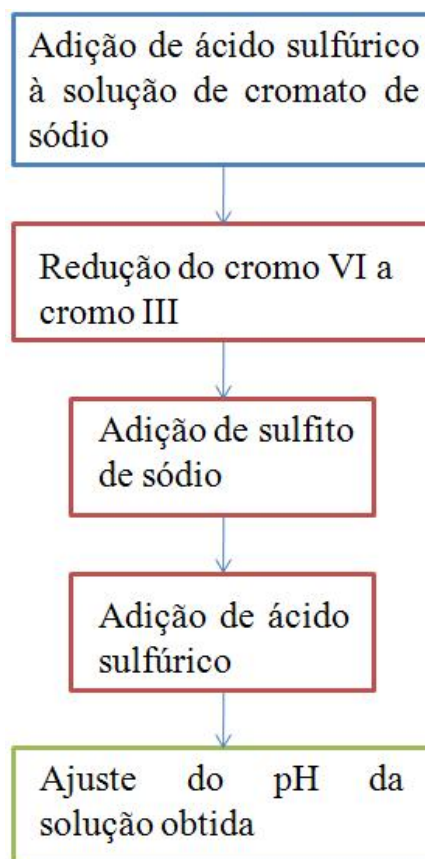 Adição de ácido sulfúrico
à solução de cromato de
sódio
Redução do cromo VI a
cromo III
Adição de sulfito
de sódio
Adição de ácido
sulfúrico
Ajuste do pH da
solução obtida